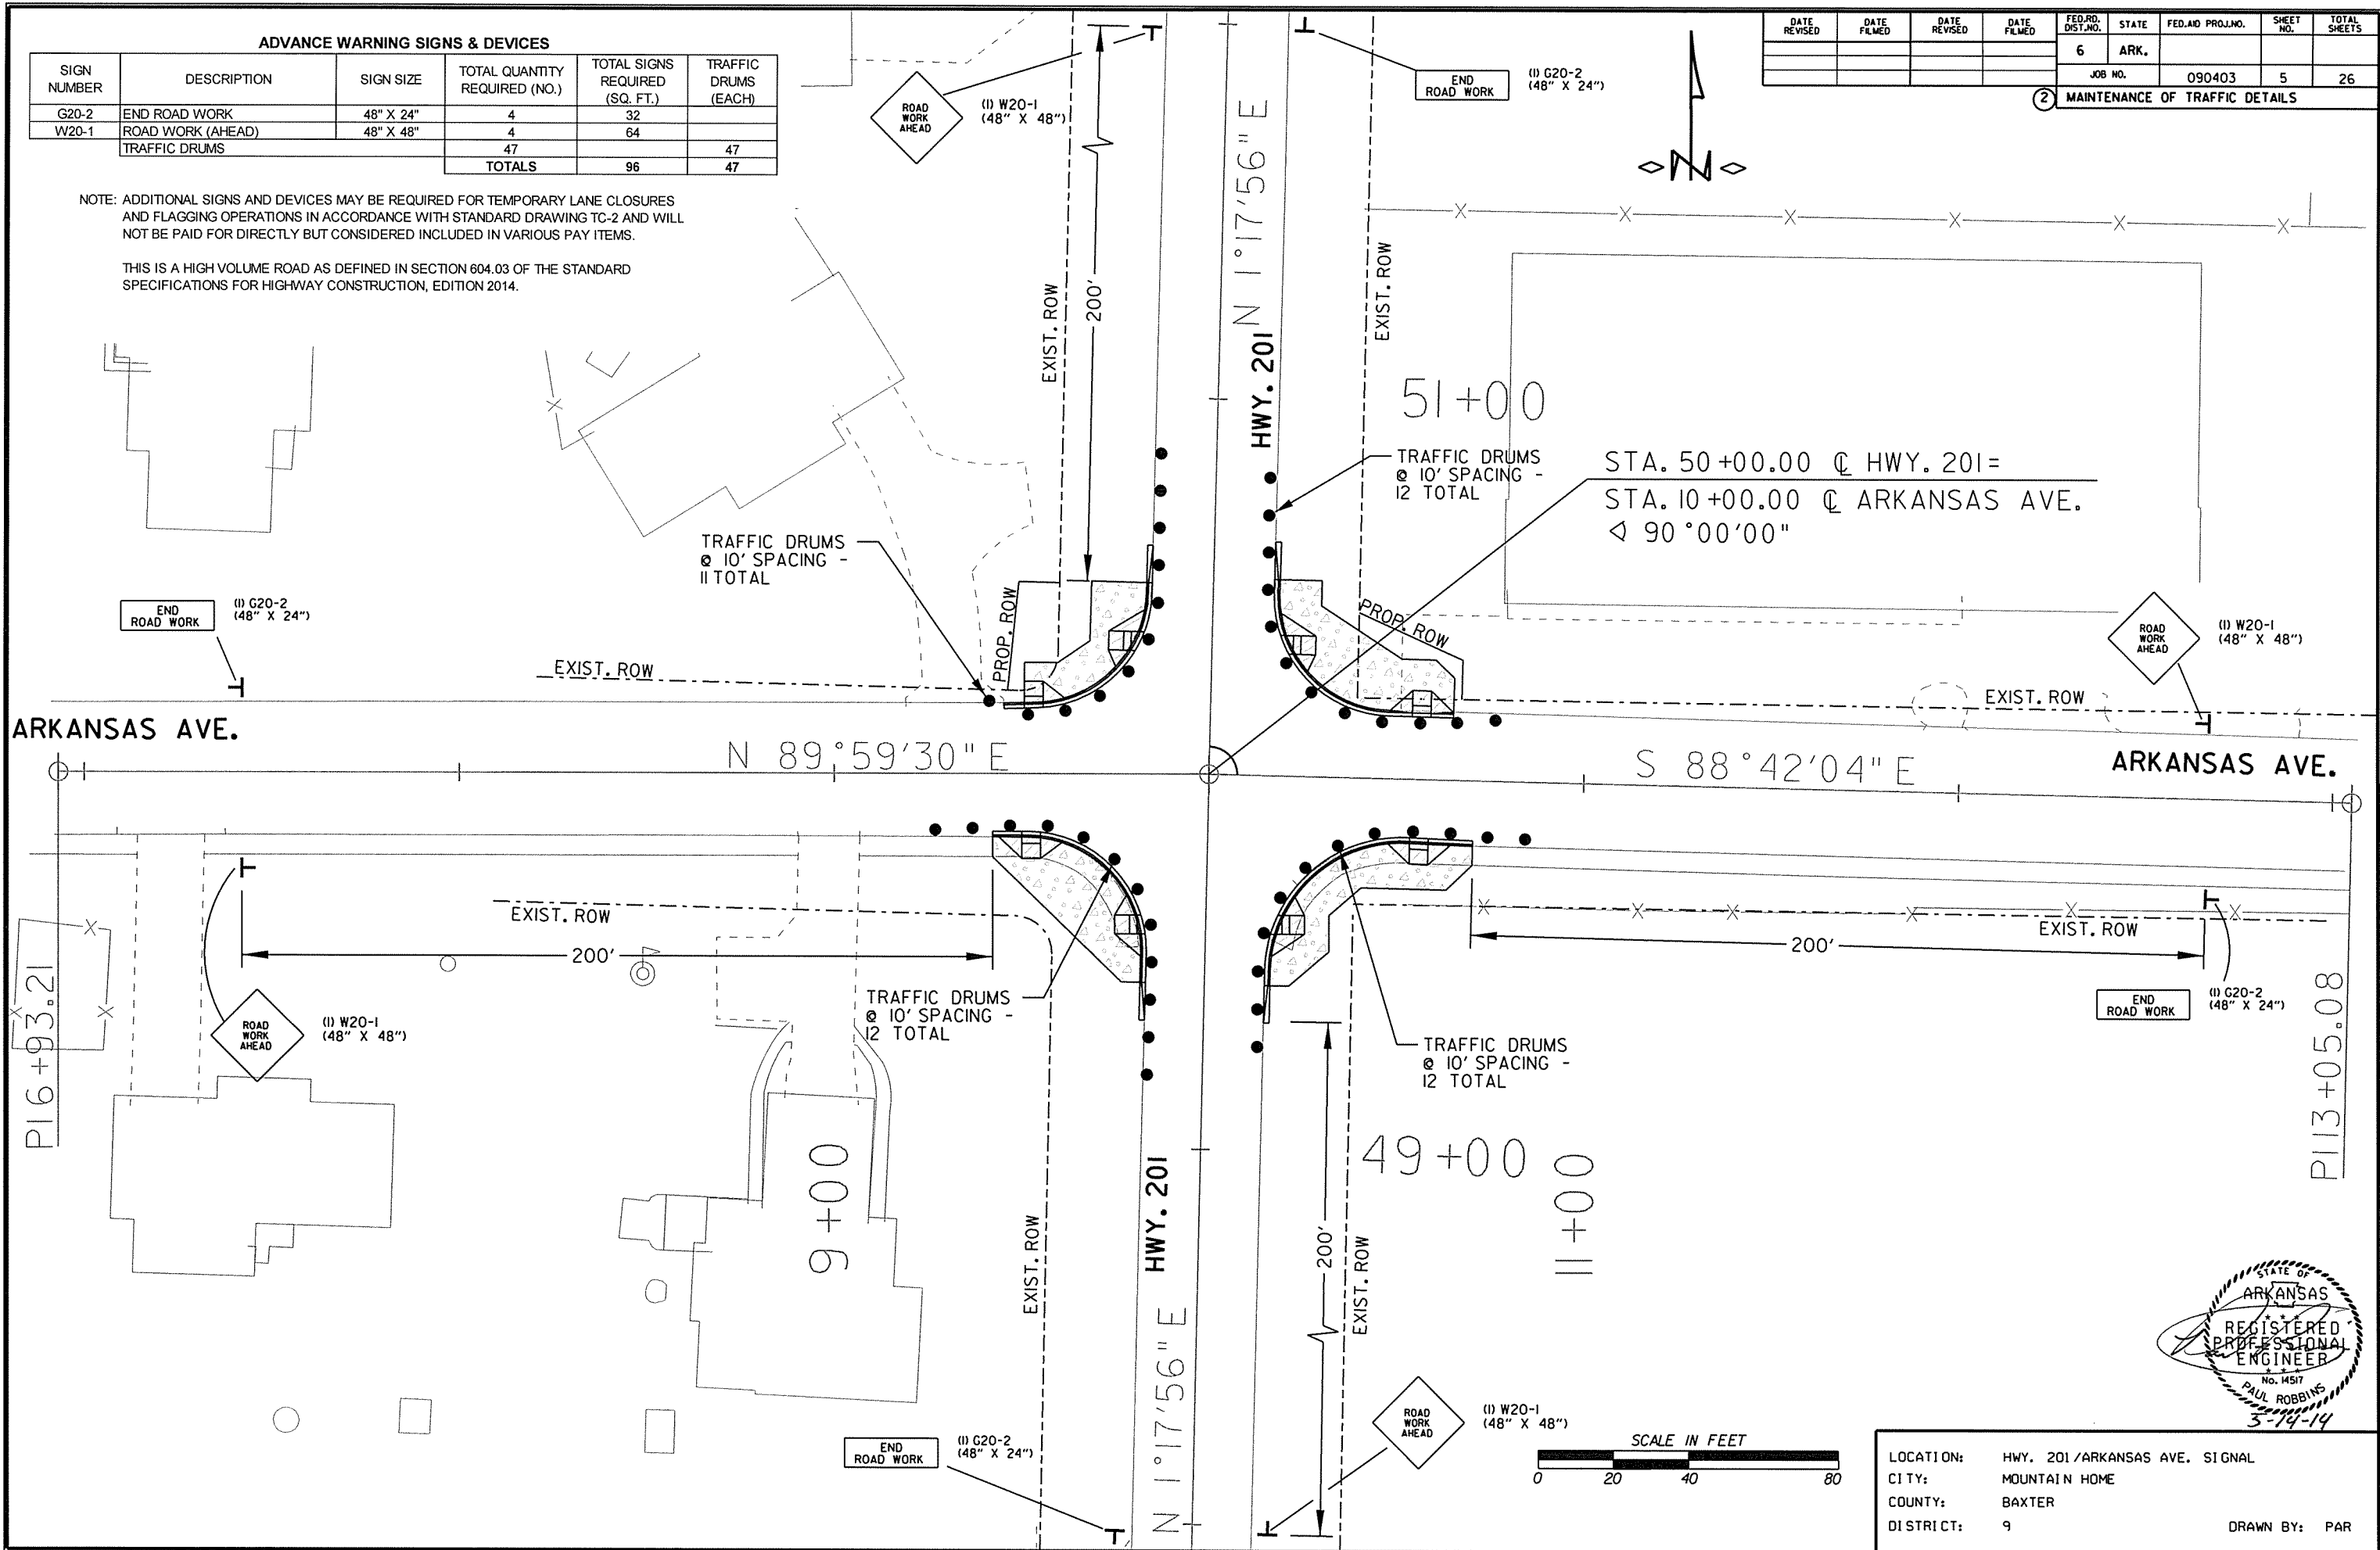 ADVANCE WARNING SIGNS & DEVICES
SIGN NUMBER DESCRIPTION SIGN SIZE TOTAL QUANTITY REQUIRED (NO.) TOTAL SIGNS REQUIRED (SQ. FT.) TRAFFIC DRUMS (EACH)
G20-2 END ROAD WORK 48" X 24" 4 32
W20-1 ROAD WORK (AHEAD) 48" X 48" 4 64
TRAFFIC DRUMS 47 47
TOTALS 96 47
NOTE: ADDITIONAL SIGNS AND DEVICES MAY BE REQUIRED FOR TEMPORARY LANE CLOSURES
AND FLAGGING OPERATIONS IN ACCORDANCE WITH STANDARD DRAWING TC-2 AND WILL
NOT BE PAID FOR DIRECTLY BUT CONSIDERED INCLUDED IN VARIOUS PAY ITEMS.
THIS IS A HIGH VOLUME ROAD AS DEFINED IN SECTION 604.03 OF THE STANDARD
SPECIFICATIONS FOR HIGHWAY CONSTRUCTION, EDITION 2014.
DATE REVISED DATE FILMED DATE REVISED DATE FILMED FED.RD. DIST.NO. STATE FED.AID PROJ.NO. SHEET NO. TOTAL SHEETS
6 ARK.
JOB NO. 090403 5 26
2 MAINTENANCE OF TRAFFIC DETAILS
ROAD
WORK
AHEAD
(1) W20-1
(48" X 48")
END
ROAD WORK
(1) G20-2
(48" X 24")
N
N 1°17'56" E
EXIST. ROW
200'
HWY. 201
EXIST. ROW
51+00
TRAFFIC DRUMS
@ 10' SPACING -
12 TOTAL
STA. 50+00.00 ℄ HWY. 201=
STA. 10+00.00 ℄ ARKANSAS AVE.
∢ 90°00'00"
TRAFFIC DRUMS
@ 10' SPACING -
11 TOTAL
END
ROAD WORK
(1) G20-2
(48" X 24")
PROP. ROW
PROP. ROW
ROAD
WORK
AHEAD
(1) W20-1
(48" X 48")
EXIST. ROW
EXIST. ROW
ARKANSAS AVE.
N 89°59'30" E
S 88°42'04" E
ARKANSAS AVE.
EXIST. ROW
200'
EXIST. ROW
200'
PI 6+93.21
ROAD
WORK
AHEAD
(1) W20-1
(48" X 48")
TRAFFIC DRUMS
@ 10' SPACING -
12 TOTAL
TRAFFIC DRUMS
@ 10' SPACING -
12 TOTAL
END
ROAD WORK
(1) G20-2
(48" X 24")
PI 13+05.08
9+00
49+00
11+00
EXIST. ROW
HWY. 201
N 1°17'56" E
200'
EXIST. ROW
END
ROAD WORK
(1) G20-2
(48" X 24")
ROAD
WORK
AHEAD
(1) W20-1
(48" X 48")
SCALE IN FEET
0 20 40 80
STATE OF
ARKANSAS
REGISTERED
PROFESSIONAL
ENGINEER
No. 14517
PAUL ROBBINS
5-14-14
LOCATION: HWY. 201/ARKANSAS AVE. SIGNAL
CITY: MOUNTAIN HOME
COUNTY: BAXTER
DISTRICT: 9 DRAWN BY: PAR